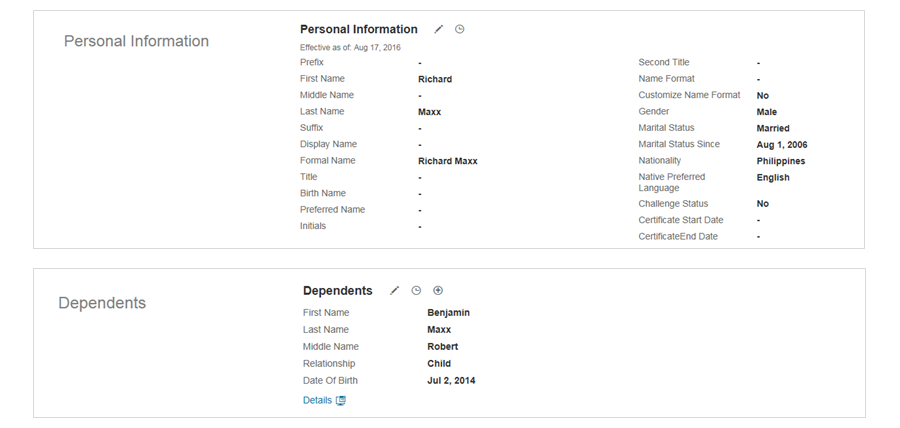 Personal Information
Personal Information
Effective as of: Aug 17, 2016
Prefix -
First Name Richard
Middle Name -
Last Name Maxx
Suffix -
Display Name -
Formal Name Richard Maxx
Title -
Birth Name -
Preferred Name -
Initials -
Second Title -
Name Format -
Customize Name Format No
Gender Male
Marital Status Married
Marital Status Since Aug 1, 2006
Nationality Philippines
Native Preferred English
Language
Challenge Status No
Certificate Start Date -
CertificateEnd Date -
Dependents
Dependents
First Name Benjamin
Last Name Maxx
Middle Name Robert
Relationship Child
Date Of Birth Jul 2, 2014
Details